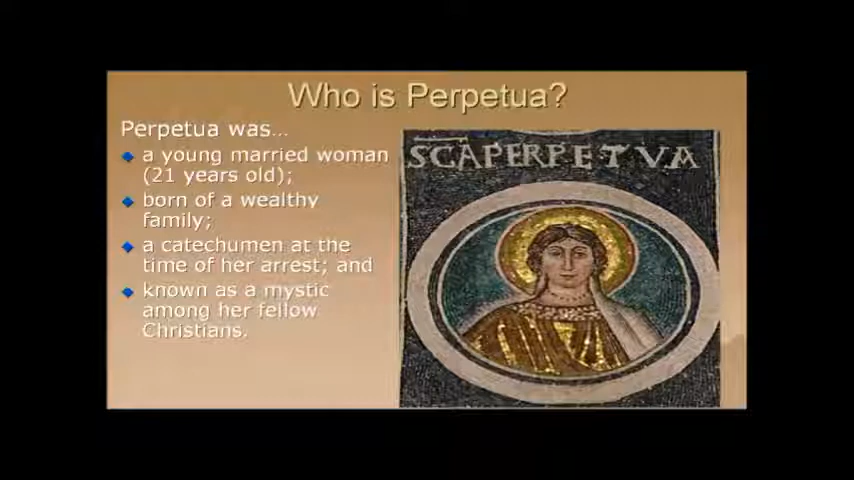 Who is Perpetua?
Perpetua was...
a young married woman
(21 years old);
born of a wealthy
family;
a catechumen at the
time of her arrest; and
known as a mystic
among her fellow
Christians.
SCAPERPETVA